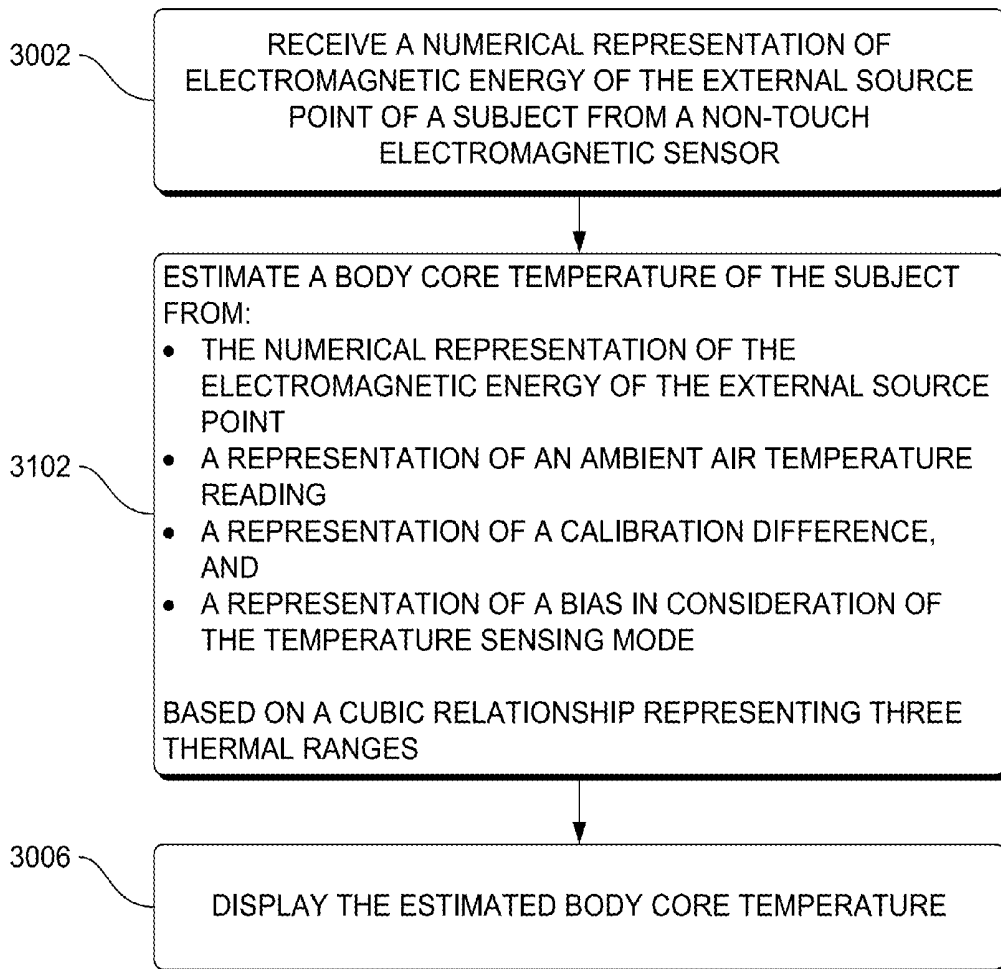 3002
RECEIVE A NUMERICAL REPRESENTATION OF
ELECTROMAGNETIC ENERGY OF THE EXTERNAL SOURCE
POINT OF A SUBJECT FROM A NON-TOUCH
ELECTROMAGNETIC SENSOR
3102
ESTIMATE A BODY CORE TEMPERATURE OF THE SUBJECT
FROM:
• THE NUMERICAL REPRESENTATION OF THE
ELECTROMAGNETIC ENERGY OF THE EXTERNAL SOURCE
POINT
• A REPRESENTATION OF AN AMBIENT AIR TEMPERATURE
READING
• A REPRESENTATION OF A CALIBRATION DIFFERENCE,
AND
• A REPRESENTATION OF A BIAS IN CONSIDERATION OF
THE TEMPERATURE SENSING MODE
BASED ON A CUBIC RELATIONSHIP REPRESENTING THREE
THERMAL RANGES
3006
DISPLAY THE ESTIMATED BODY CORE TEMPERATURE